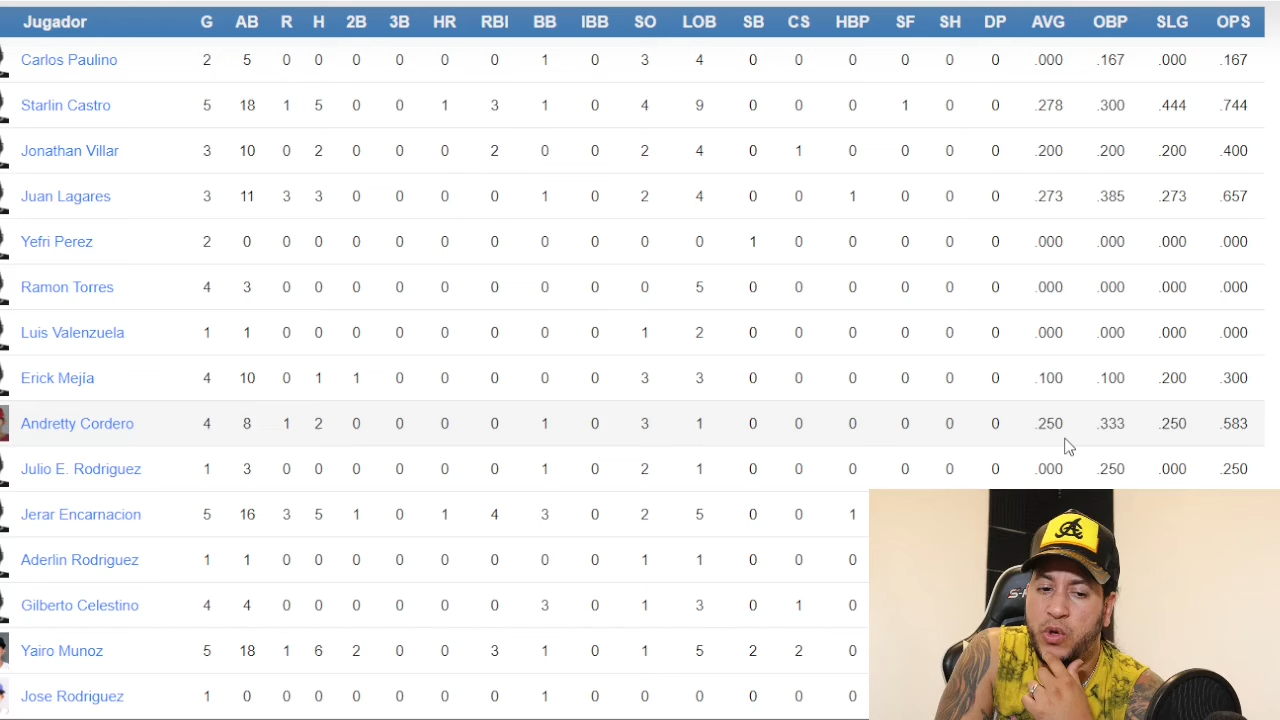 Jugador G AB R H 2B 3B HR RBI BB IBB SO LOB SB CS HBP SF SH DP AVG OBP SLG OPS
Carlos Paulino 2 5 0 0 0 0 0 0 1 0 3 4 0 0 0 0 0 0 .000 .167 .000 .167
Starlin Castro 5 18 1 5 0 0 1 3 1 0 4 9 0 0 0 1 0 0 .278 .300 .444 .744
Jonathan Villar 3 10 0 2 0 0 0 2 0 0 2 4 0 1 0 0 0 0 .200 .200 .200 .400
Juan Lagares 3 11 3 3 0 0 0 0 1 0 2 4 0 0 1 0 0 0 .273 .385 .273 .657
Yefri Perez 2 0 0 0 0 0 0 0 0 0 0 0 1 0 0 0 0 0 .000 .000 .000 .000
Ramon Torres 4 3 0 0 0 0 0 0 0 0 0 5 0 0 0 0 0 0 .000 .000 .000 .000
Luis Valenzuela 1 1 0 0 0 0 0 0 0 0 1 2 0 0 0 0 0 0 .000 .000 .000 .000
Erick Mejía 4 10 0 1 1 0 0 0 0 0 3 3 0 0 0 0 0 0 .100 .100 .200 .300
Andretty Cordero 4 8 1 2 0 0 0 0 1 0 3 1 0 0 0 0 0 0 .250 .333 .250 .583
Julio E. Rodriguez 1 3 0 0 0 0 0 0 1 0 2 1 0 0 0 0 0 0 .000 .250 .000 .250
Jerar Encarnacion 5 16 3 5 1 0 1 4 3 0 2 5 0 0 1
Aderlin Rodriguez 1 1 0 0 0 0 0 0 0 0 1 1 0 0 0
Gilberto Celestino 4 4 0 0 0 0 0 0 3 0 1 3 0 1 0
Yairo Munoz 5 18 1 6 2 0 0 3 1 0 1 5 2 2 0
Jose Rodriguez 1 0 0 0 0 0 0 0 1 0 0 0 0 0 0